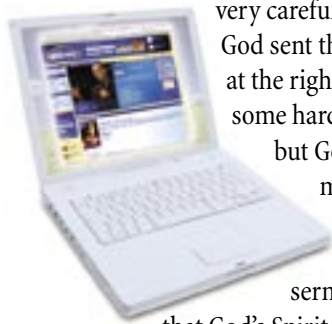 very careful
God sent th
at the righ
some hard
but Go
m
serm
that God's Spirit